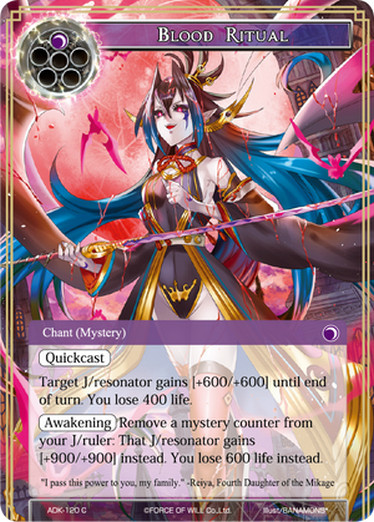 Blood Ritual
Chant (Mystery)
Quickcast
Target J/resonator gains [+600/+600] until end
of turn. You lose 400 life.
Awakening Remove a mystery counter from
your J/ruler: That J/resonator gains
[+900/+900] instead. You lose 600 life instead.
"I pass this power to you, my family." -Reiya, Fourth Daughter of the Mikage
ADK-120 C ©FORCE OF WILL Co.,Ltd. Illust/BANAMUNS*